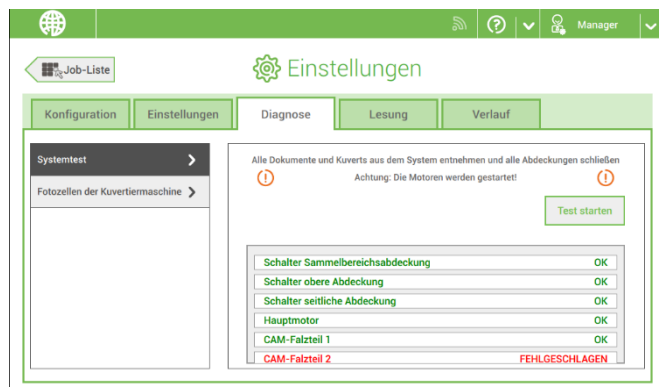 Manager
Job-Liste
Einstellungen
Konfiguration
Einstellungen
Diagnose
Lesung
Verlauf
Systemtest
Fotozellen der Kuvertiermaschine
Alle Dokumente und Kuverts aus dem System entnehmen und alle Abdeckungen schließen
Achtung: Die Motoren werden gestartet!
Test starten
Schalter Sammelbereichsabdeckung OK
Schalter obere Abdeckung OK
Schalter seitliche Abdeckung OK
Hauptmotor OK
CAM-Falzteil 1 OK
CAM-Falzteil 2 FEHLGESCHLAGEN